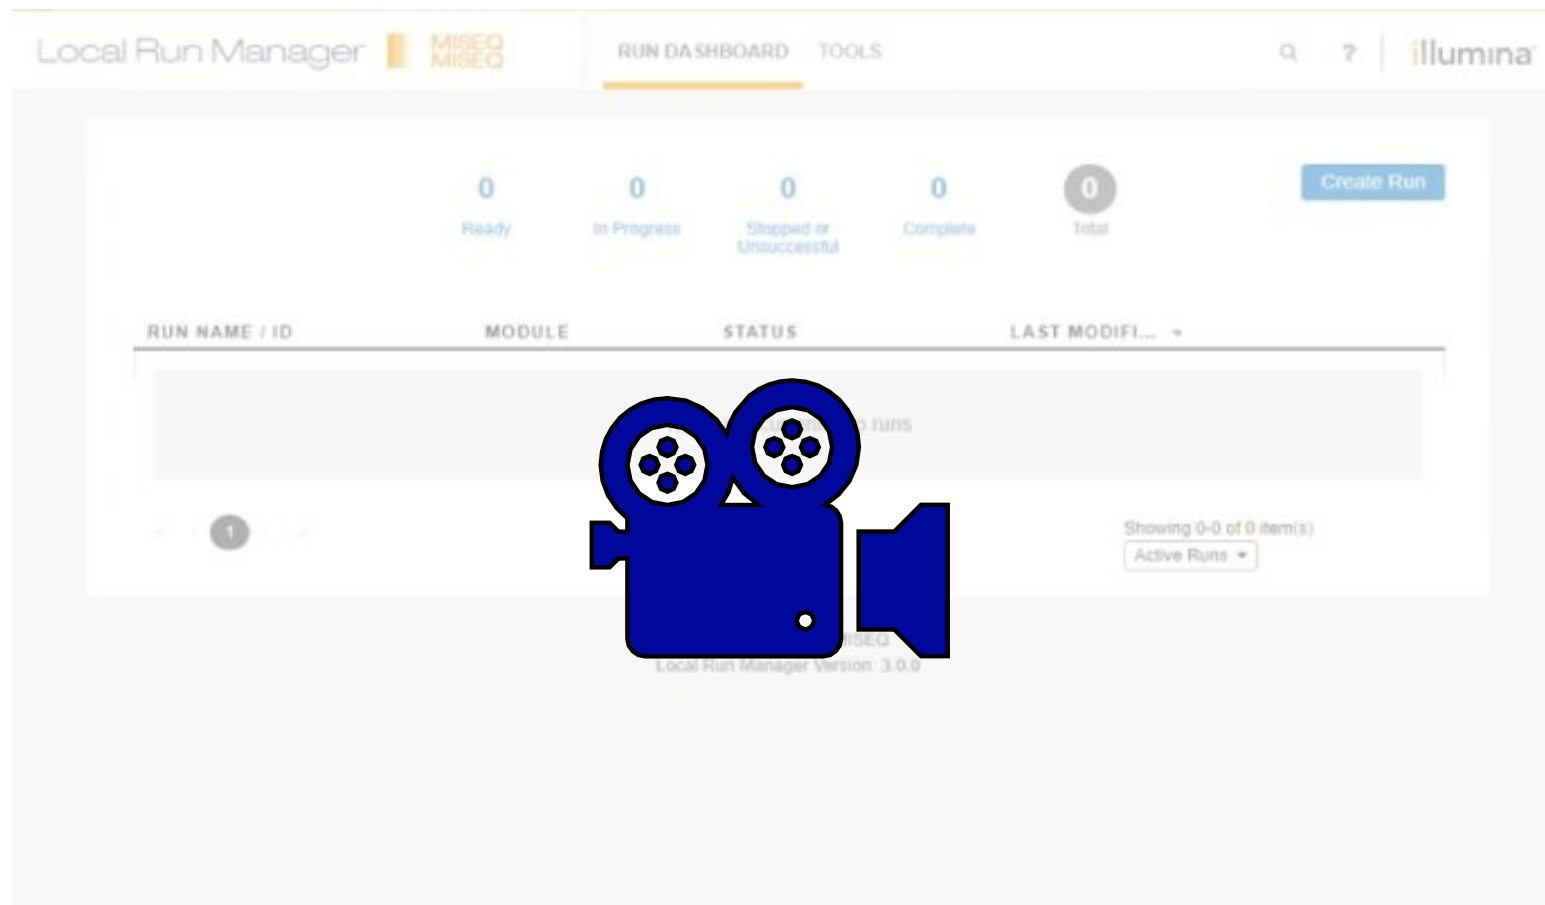 Local Run Manager MISEQ RUN DASHBOARD TOOLS ? illumina
MISEQ
0 0 0 0 0 Create Run
Ready In Progress Stopped or Complete Total
Unsuccessful
RUN NAME / ID MODULE STATUS LAST MODIFI...
runs
1
Showing 0-0 of 0 item(s)
Active Runs
MISEQ
Local Run Manager Version: 3.0.0